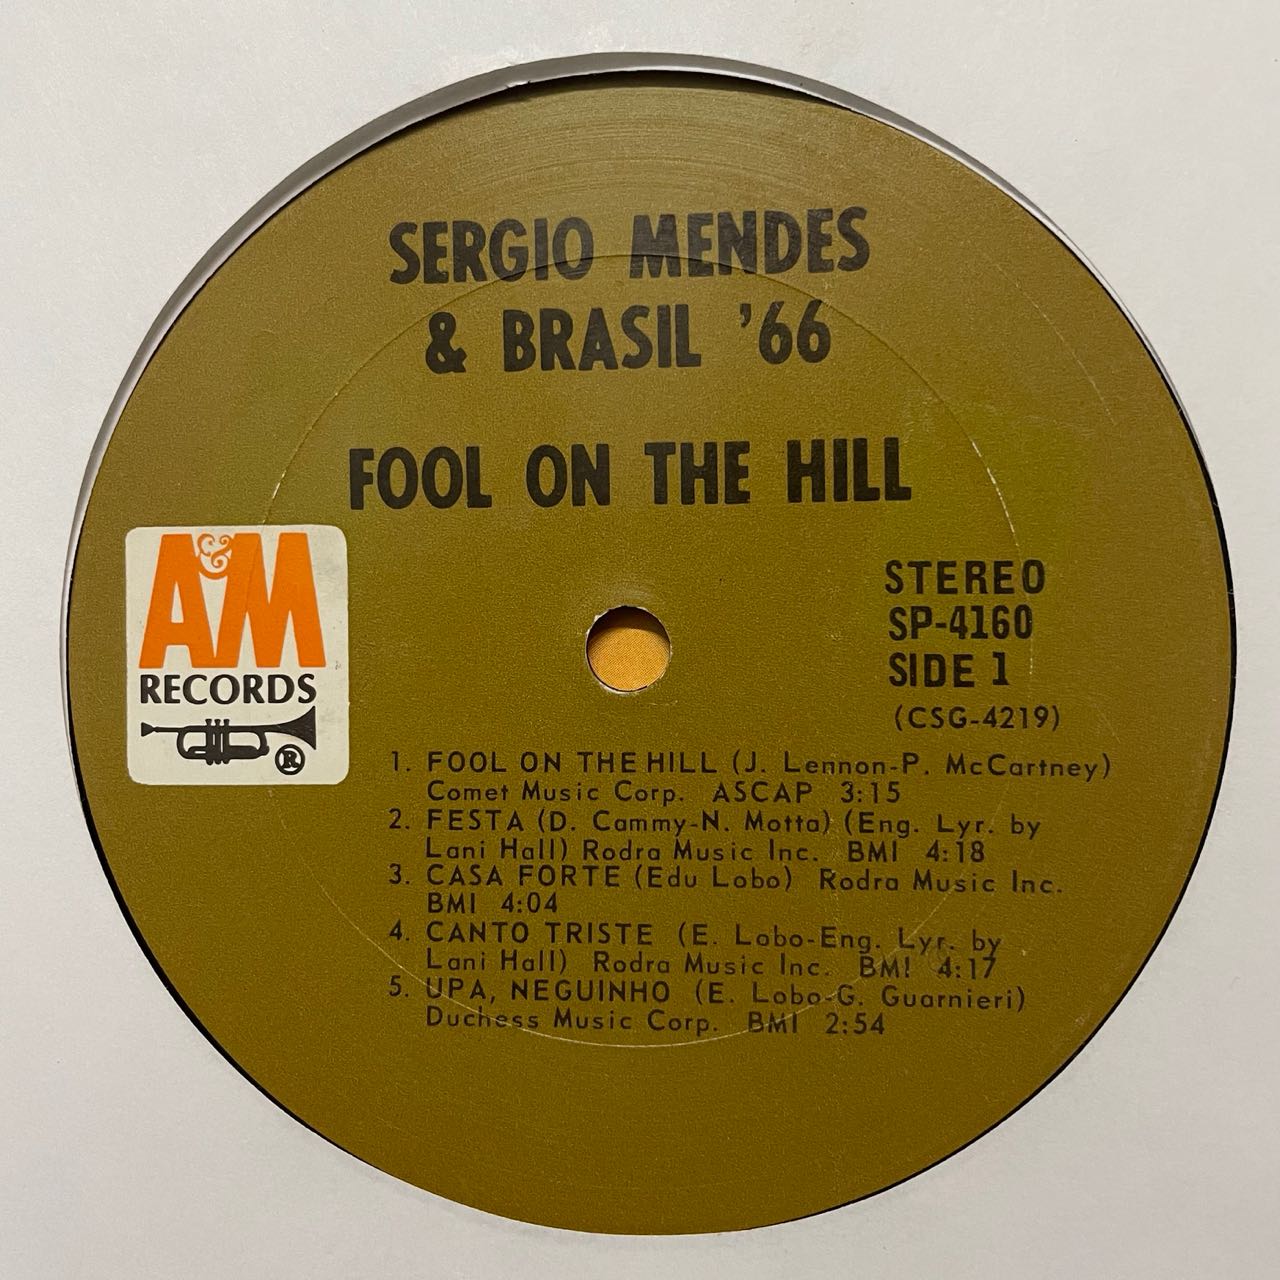 SERGIO MENDES
& BRASIL '66
FOOL ON THE HILL
A&M
RECORDS
®
STEREO
SP-4160
SIDE 1
(CSG-4219)
1. FOOL ON THE HILL (J. Lennon-P. McCartney)
Comet Music Corp. ASCAP 3:15
2. FESTA (D. Cammy-N. Motta) (Eng. Lyr. by
Lani Hall) Rodra Music Inc. BMI 4:18
3. CASA FORTE (Edu Lobo) Rodra Music Inc.
BMI 4:04
4. CANTO TRISTE (E. Lobo-Eng. Lyr. by
Lani Hall) Rodra Music Inc. BMI 4:17
5. UPA, NEGUINHO (E. Lobo-G. Guarnieri)
Duchess Music Corp. BMI 2:54